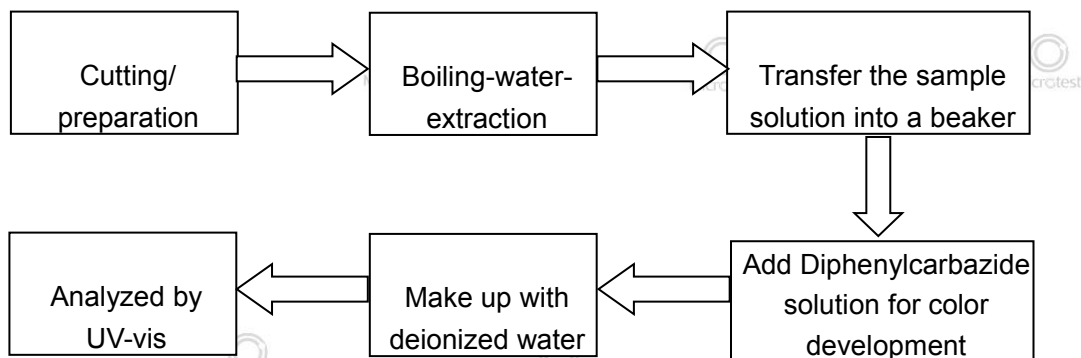 Cutting/
preparation
Boiling-water-
extraction
Transfer the sample
solution into a beaker
Add Diphenylcarbazide
solution for color
development
Make up with
deionized water
Analyzed by
UV-vis
crotest